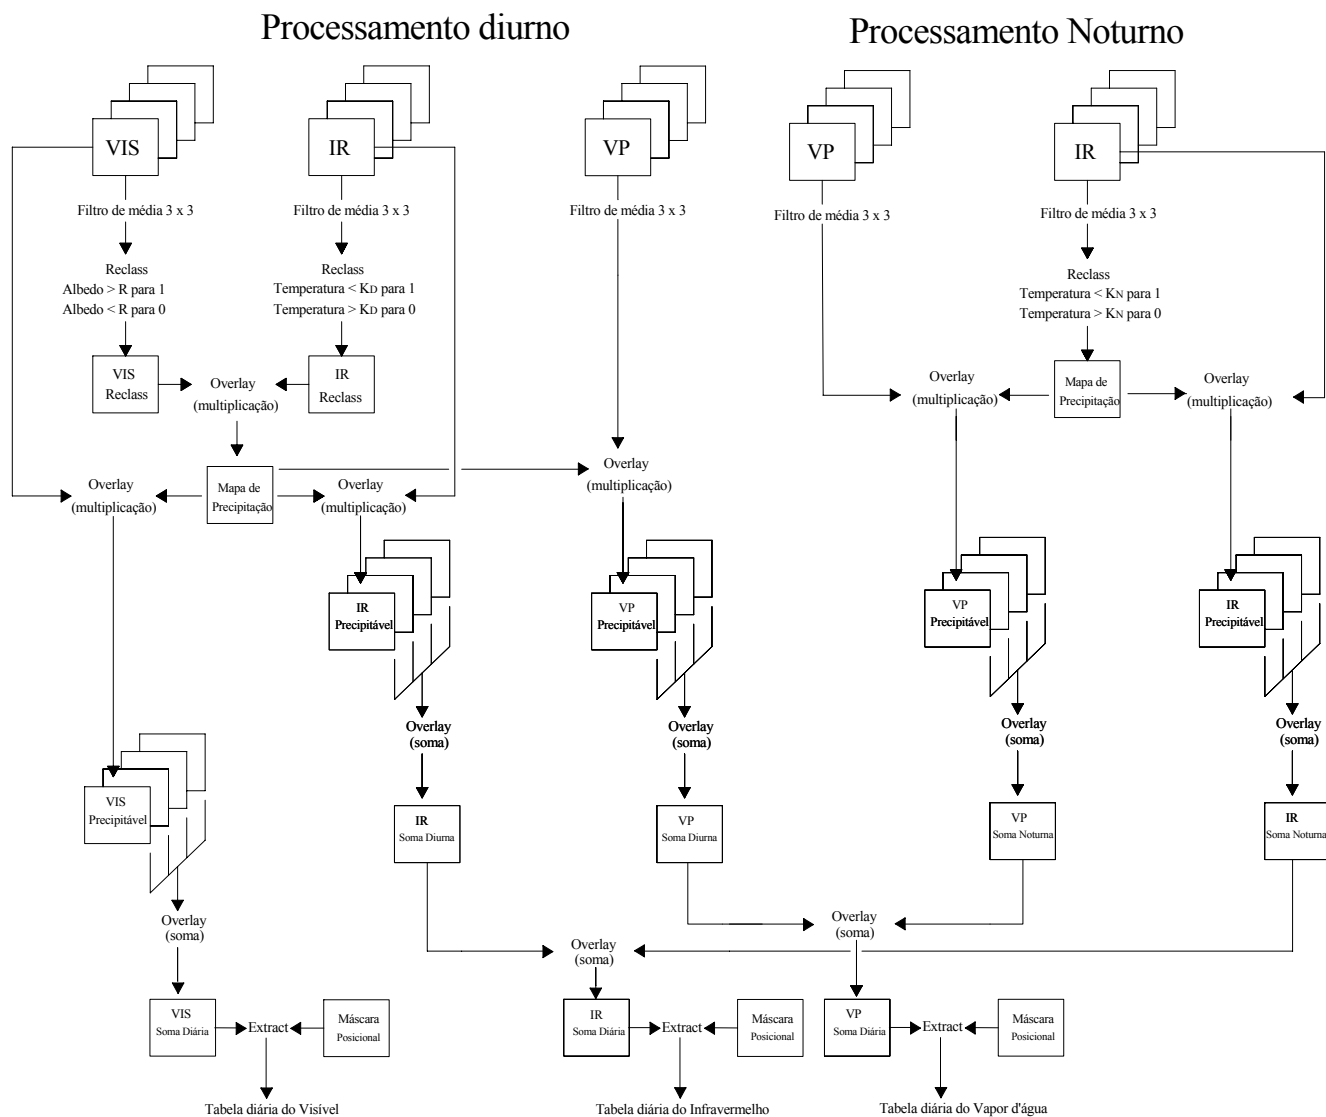 Processamento diurno
Processamento Noturno
VIS
IR
VP
VP
IR
Filtro de média 3 x 3
Filtro de média 3 x 3
Filtro de média 3 x 3
Filtro de média 3 x 3
Filtro de média 3 x 3
Reclass
Albedo > R para 1
Albedo < R para 0
Reclass
Temperatura < KD para 1
Temperatura > KD para 0
Reclass
Temperatura < KN para 1
Temperatura > KN para 0
VIS
Reclass
Overlay
(multiplicação)
IR
Reclass
Overlay
(multiplicação)
Mapa de
Precipitação
Overlay
(multiplicação)
Overlay
(multiplicação)
Mapa de
Precipitação
Overlay
(multiplicação)
Overlay
(multiplicação)
IR
Precipitável
VP
Precipitável
VP
Precipitável
IR
Precipitável
Overlay
(soma)
Overlay
(soma)
Overlay
(soma)
Overlay
(soma)
VIS
Precipitável
IR
Soma Diurna
VP
Soma Diurna
VP
Soma Noturna
IR
Soma Noturna
Overlay
(soma)
Overlay
(soma)
Overlay
(soma)
VIS
Soma Diária
Extract
Máscara
Posicional
IR
Soma Diária
Extract
Máscara
Posicional
VP
Soma Diária
Extract
Máscara
Posicional
Tabela diária do Visível
Tabela diária do Infravermelho
Tabela diária do Vapor d'água